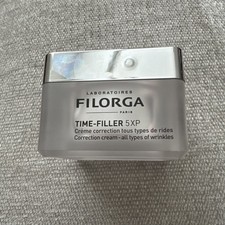 LABORATOIRES
FILORGA
PARIS
TIME-FILLER 5XP
Crème correction tous types de rides
Correction cream - all types of wrinkles